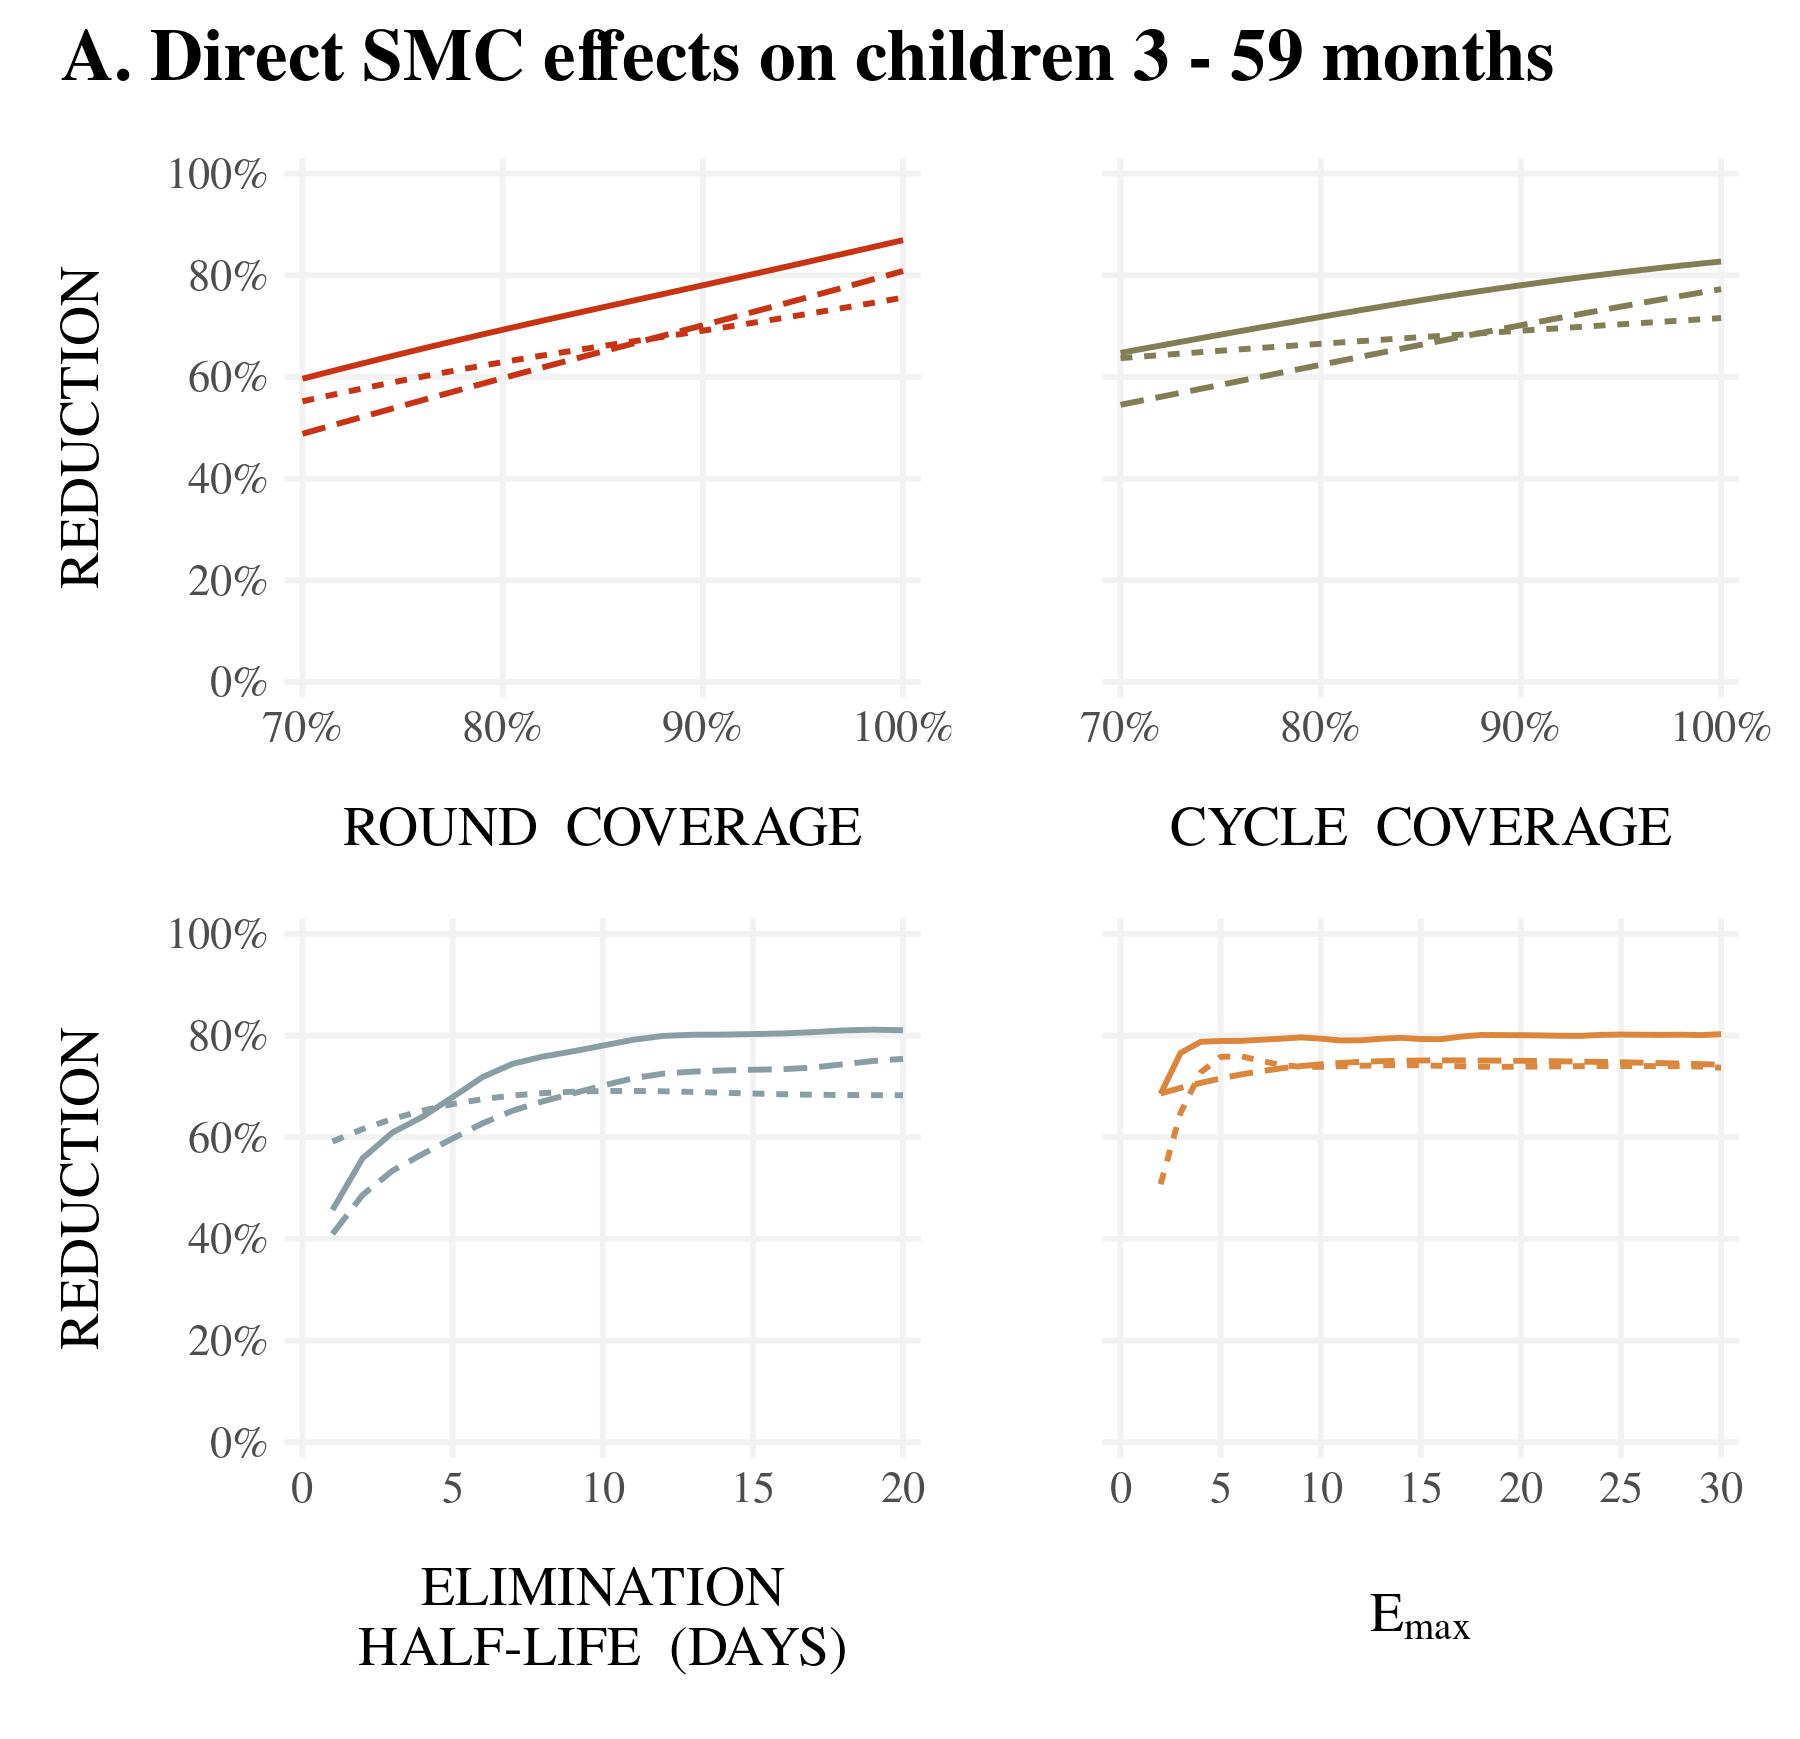 A. Direct SMC effects on children 3 - 59 months
REDUCTION
100%
80%
60%
40%
20%
0%
70% 80% 90% 100%
70% 80% 90% 100%
ROUND COVERAGE
CYCLE COVERAGE
REDUCTION
100%
80%
60%
40%
20%
0%
0 5 10 15 20
0 5 10 15 20 25 30
ELIMINATION
HALF-LIFE (DAYS)
Emax